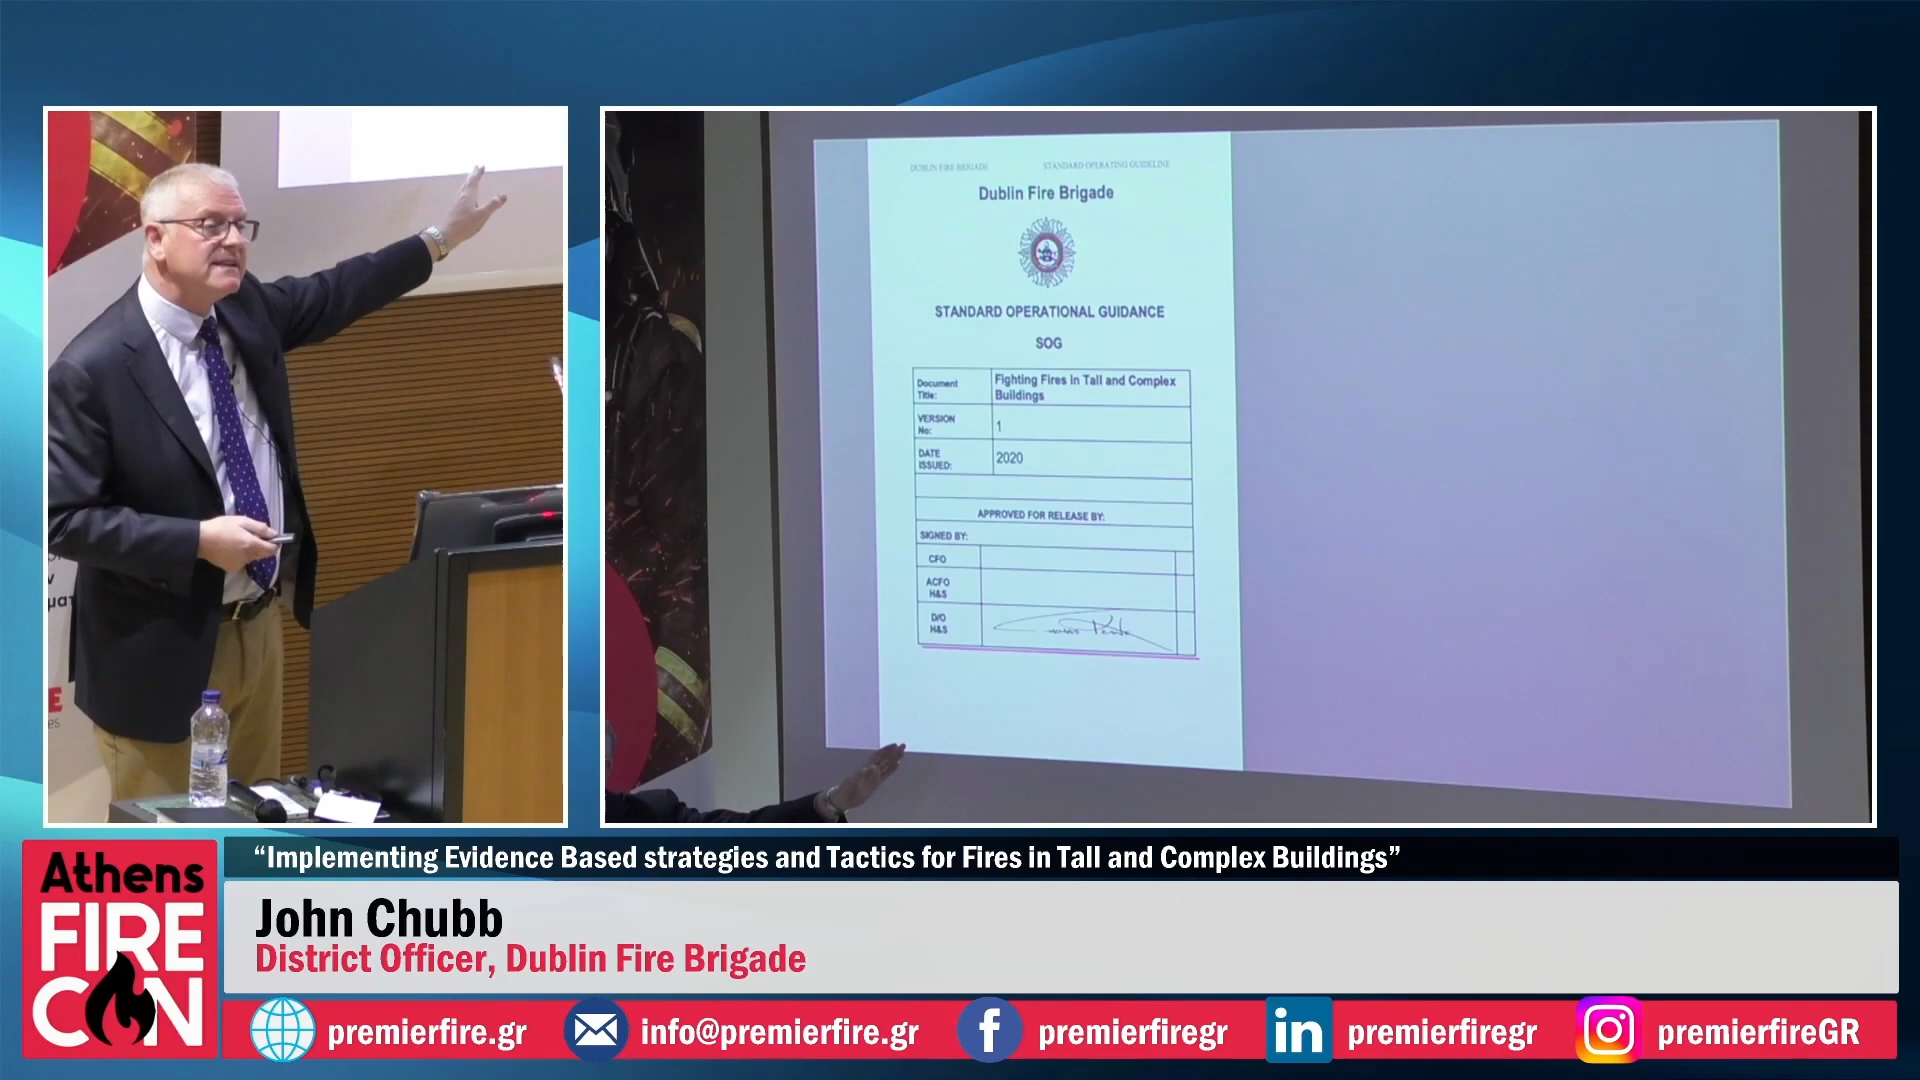 DUBLIN FIRE BRIGADE
STANDARD OPERATING GUIDELINE
Dublin Fire Brigade
STANDARD OPERATIONAL GUIDANCE
SOG
Document Title:
Fighting Fires in Tall and Complex
Buildings
VERSION No:
1
DATE ISSUED:
2020
APPROVED FOR RELEASE BY:
SIGNED BY:
CFO
ACFO
H&S
D/O
H&S
“Implementing Evidence Based strategies and Tactics for Fires in Tall and Complex Buildings”
John Chubb
District Officer, Dublin Fire Brigade
Athens
FIRE
CON
premierfire.gr
info@premierfire.gr
premierfiregr
in
premierfiregr
premierfireGR